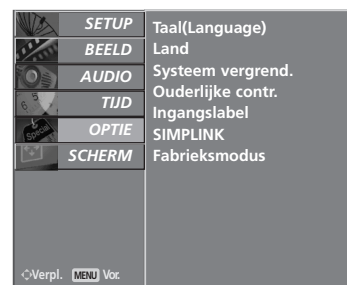 SETUP
BEELD
AUDIO
TIJD
OPTIE
SCHERM
Taal(Language)
Land
Systeem vergrend.
Ouderlijke contr.
Ingangslabel
SIMPLINK
Fabrieksmodus
Verpl. MENU Vor.